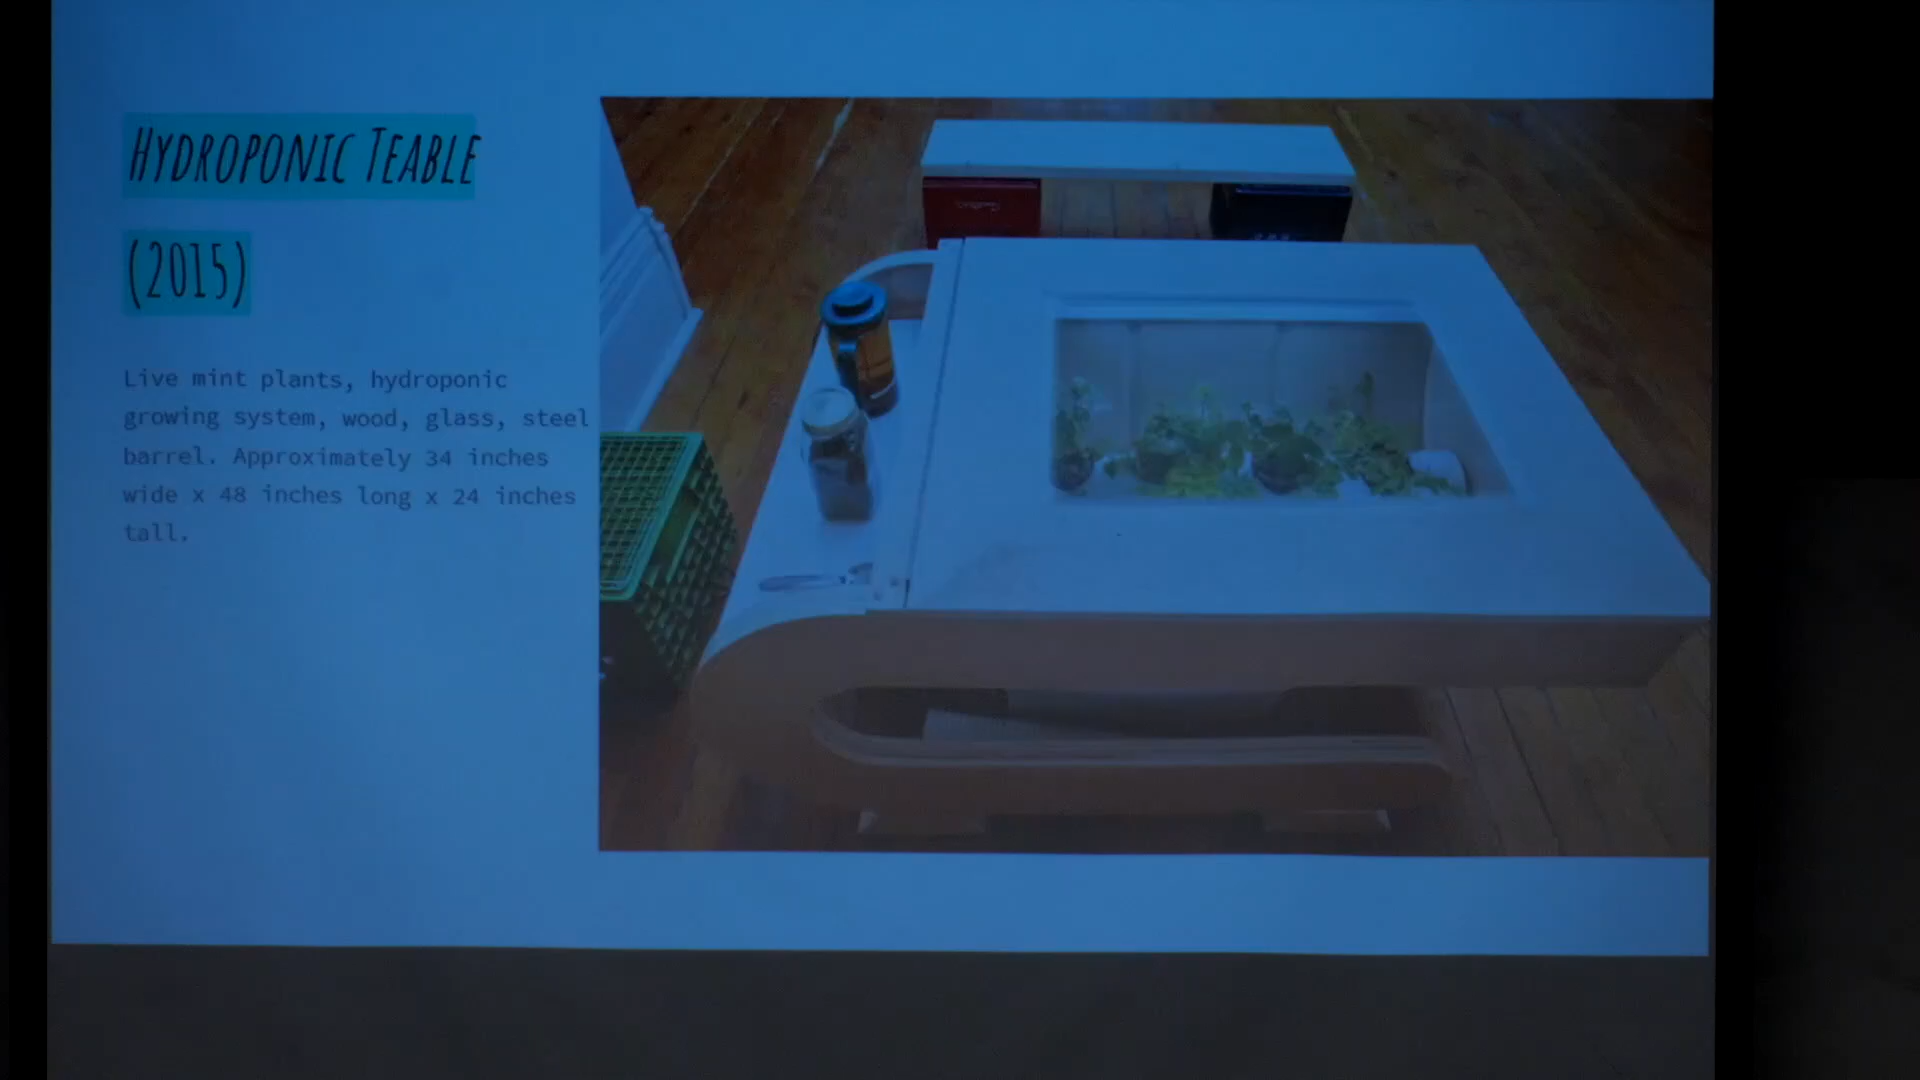 HYDROPONIC TEABLE
(2015)
Live mint plants, hydroponic
growing system, wood, glass, steel
barrel. Approximately 34 inches
wide x 48 inches long x 24 inches
tall.